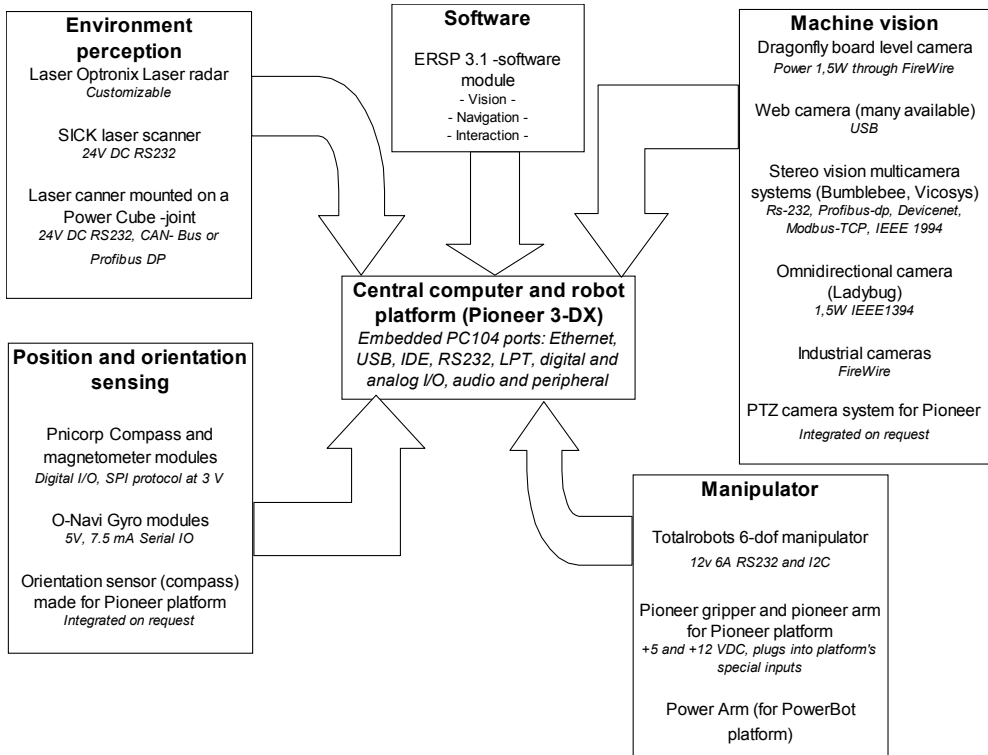 Environment
perception
Laser Optronix Laser radar
Customizable
SICK laser scanner
24V DC RS232
Laser canner mounted on a
Power Cube -joint
24V DC RS232, CAN- Bus or
Profibus DP
Software
ERSP 3.1 -software
module
- Vision -
- Navigation -
- Interaction -
Machine vision
Dragonfly board level camera
Power 1,5W through FireWire
Web camera (many available)
USB
Stereo vision multicamera
systems (Bumblebee, Vicosys)
Rs-232, Profibus-dp, Devicenet,
Modbus-TCP, IEEE 1994
Omnidirectional camera
(Ladybug)
1,5W IEEE1394
Industrial cameras
FireWire
PTZ camera system for Pioneer
Integrated on request
Central computer and robot
platform (Pioneer 3-DX)
Embedded PC104 ports: Ethernet,
USB, IDE, RS232, LPT, digital and
analog I/O, audio and peripheral
Position and orientation
sensing
Pnicorp Compass and
magnetometer modules
Digital I/O, SPI protocol at 3 V
O-Navi Gyro modules
5V, 7.5 mA Serial IO
Orientation sensor (compass)
made for Pioneer platform
Integrated on request
Manipulator
Totalrobots 6-dof manipulator
12v 6A RS232 and I2C
Pioneer gripper and pioneer arm
for Pioneer platform
+5 and +12 VDC, plugs into platform's
special inputs
Power Arm (for PowerBot
platform)